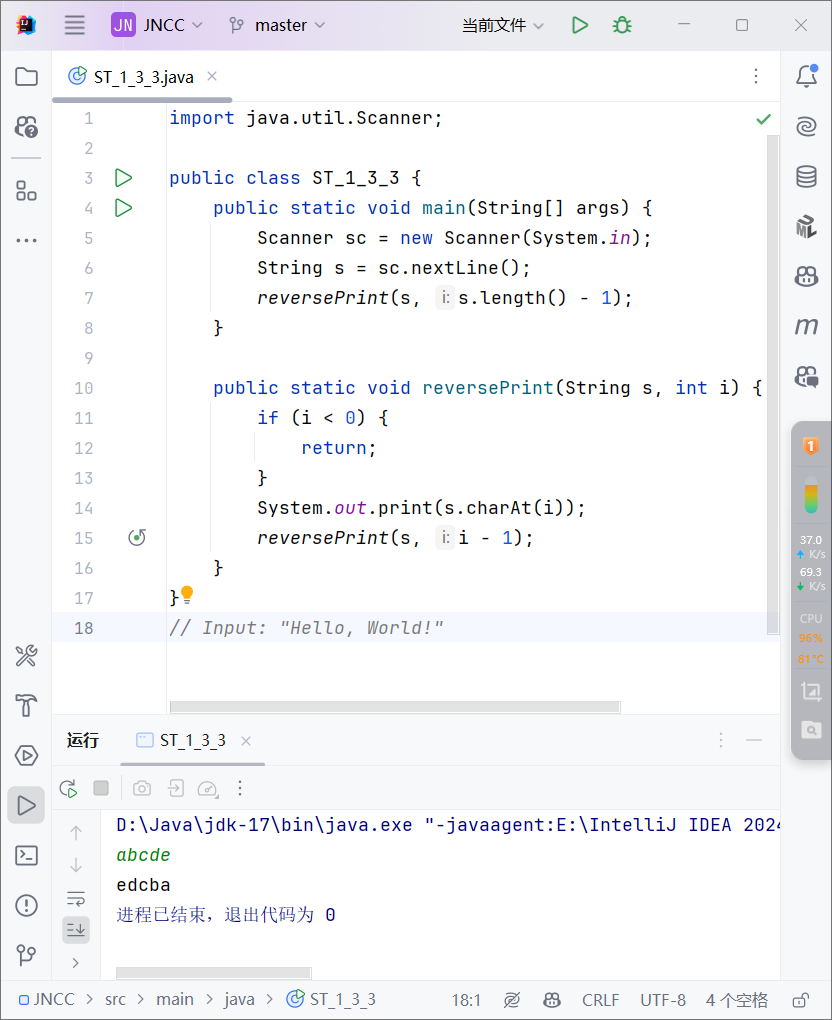 JN JNCC master 当前文件
ST_1_3_3.java
1 import java.util.Scanner;
2
3 public class ST_1_3_3 {
4 public static void main(String[] args) {
5 Scanner sc = new Scanner(System.in);
6 String s = sc.nextLine();
7 reversePrint(s, i: s.length() - 1);
8 }
9
10 public static void reversePrint(String s, int i) {
11 if (i < 0) {
12 return;
13 }
14 System.out.print(s.charAt(i));
15 reversePrint(s, i: i - 1);
16 }
17 }
18 // Input: "Hello, World!"
UML
m
1
37.0
K/s
69.3
K/s
CPU
96%
81°C
运行 ST_1_3_3
D:\Java\jdk-17\bin\java.exe "-javaagent:E:\IntelliJ IDEA 2024
abcde
edcba
进程已结束，退出代码为 0
JNCC > src > main > java > ST_1_3_3 18:1 CRLF UTF-8 4 个空格